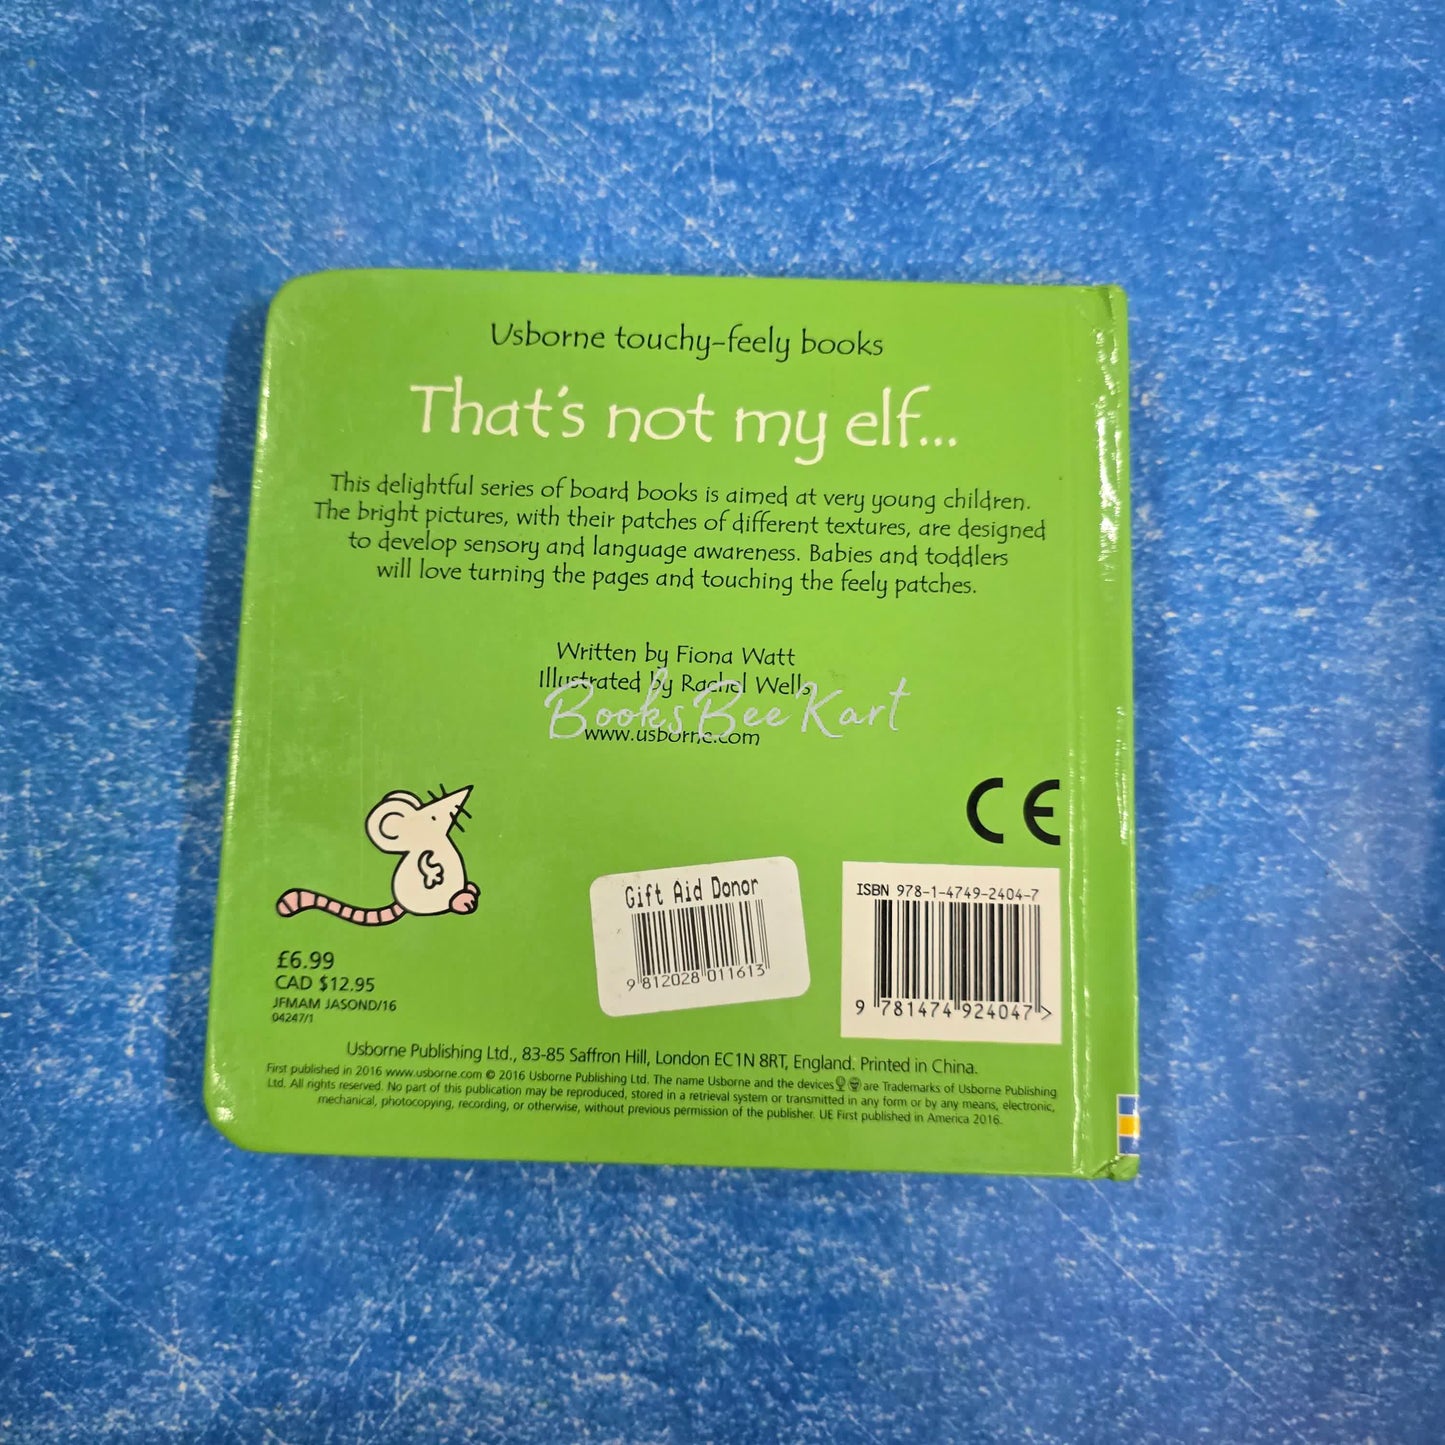 Usborne touchy-feely books
That's not my elf...
This delightful series of board books is aimed at very young children.
The bright pictures, with their patches of different textures, are designed
to develop sensory and language awareness. Babies and toddlers
will love turning the pages and touching the feely patches.
Written by Fiona Watt
Illustrated by Rachel Wells
BooksBee'Kart
www.usborne.com
CE
Gift Aid Donor
9 812028 011613
ISBN 978-1-4749-2404-7
9 781474 924047 >
£6.99
CAD $12.95
JFMAM JASOND/16
04247/1
Usborne Publishing Ltd., 83-85 Saffron Hill, London EC1N 8RT, England. Printed in China.
First published in 2016 www.usborne.com © 2016 Usborne Publishing Ltd. The name Usborne and the devices are Trademarks of Usborne Publishing
Ltd. All rights reserved. No part of this publication may be reproduced, stored in a retrieval system or transmitted in any form or by any means, electronic,
mechanical, photocopying, recording, or otherwise, without previous permission of the publisher. UE First published in America 2016.